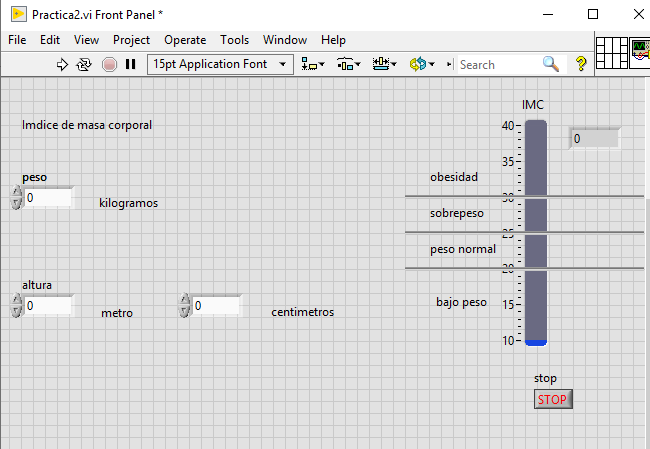 Practica2.vi Front Panel *
File Edit View Project Operate Tools Window Help
15pt Application Font Search
IMC
Imdice de masa corporal
40
0
35
peso
obesidad
0
kilogramos
30
sobrepeso
25
peso normal
20
altura
0
metro
0
centimetros
bajo peso
15
10
stop
STOP